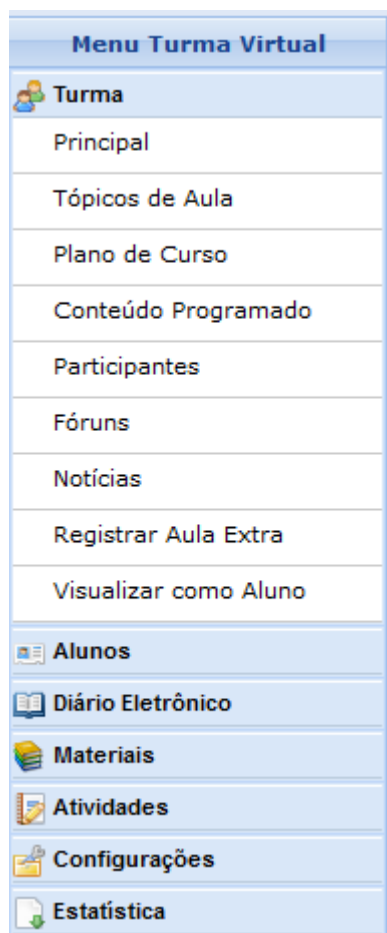 Menu Turma Virtual
Turma
Principal
Tópicos de Aula
Plano de Curso
Conteúdo Programado
Participantes
Fóruns
Notícias
Registrar Aula Extra
Visualizar como Aluno
Alunos
Diário Eletrônico
Materiais
Atividades
Configurações
Estatística